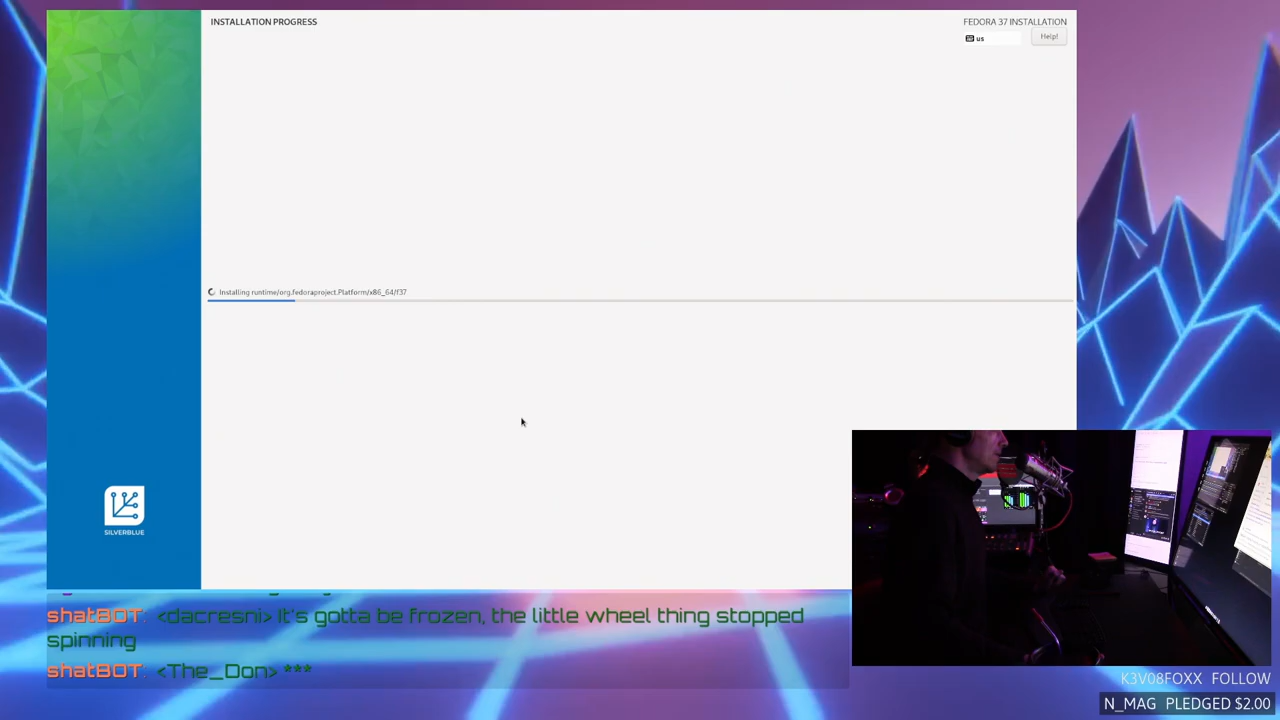 INSTALLATION PROGRESS
FEDORA 37 INSTALLATION
us
Help!
Installing runtime/org.fedoraproject.Platform/x86_64/f37
SILVERBLUE
shatBOT: <dacresni> It's gotta be frozen, the little wheel thing stopped
spinning
shatBOT: <The_Don> ***
K3V08FOXX FOLLOW
N_MAG PLEDGED $2.00